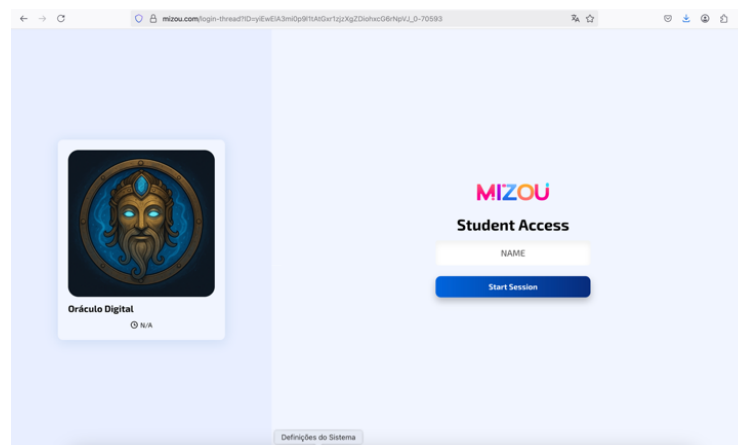 mizou.com/login-thread?ID=yiEwEIA3mi0p9I1tAtGxr1zjzXgZDiohxcG6rNpVJ_0-70593
MIZOU
Student Access
NAME
Start Session
Oráculo Digital
N/A
Definições do Sistema